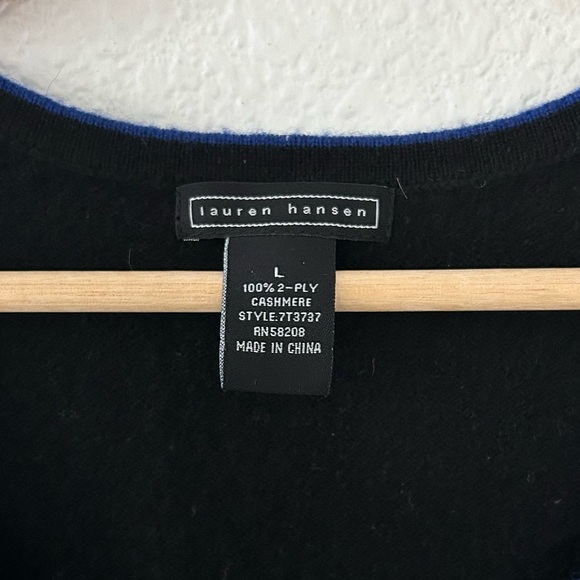 lauren hansen
L
100% 2-PLY
CASHMERE
STYLE:7T3737
RN58208
MADE IN CHINA